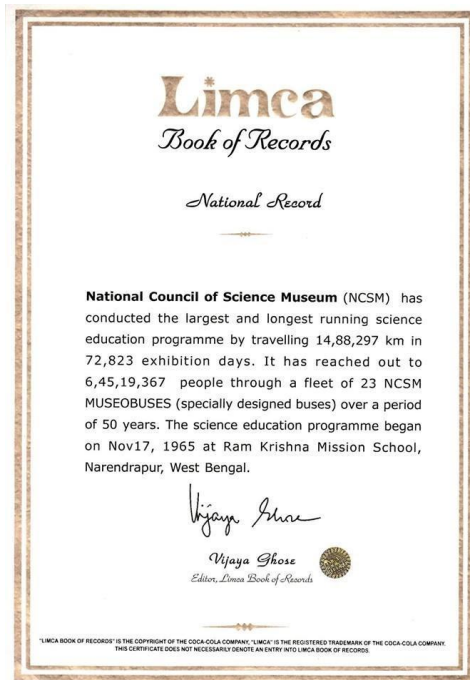 Limca
Book of Records
National Record
National Council of Science Museum (NCSM) has
conducted the largest and longest running science
education programme by travelling 14,88,297 km in
72,823 exhibition days. It has reached out to
6,45,19,367 people through a fleet of 23 NCSM
MUSEOBUSES (specially designed buses) over a period
of 50 years. The science education programme began
on Nov17, 1965 at Ram Krishna Mission School,
Narendrapur, West Bengal.
Vijaya Ghose
Vijaya Ghose
Editor, Limca Book of Records
"LIMCA BOOK OF RECORDS" IS THE COPYRIGHT OF THE COCA-COLA COMPANY, "LIMCA" IS THE REGISTERED TRADEMARK OF THE COCA-COLA COMPANY.
THIS CERTIFICATE DOES NOT NECESSARILY DENOTE AN ENTRY INTO LIMCA BOOK OF RECORDS.